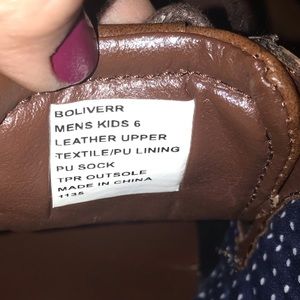 BOLIVERR
MENS KIDS 6
LEATHER UPPER
TEXTILE/PU LINING
PU SOCK
TPR OUTSOLE
MADE IN CHINA
1135